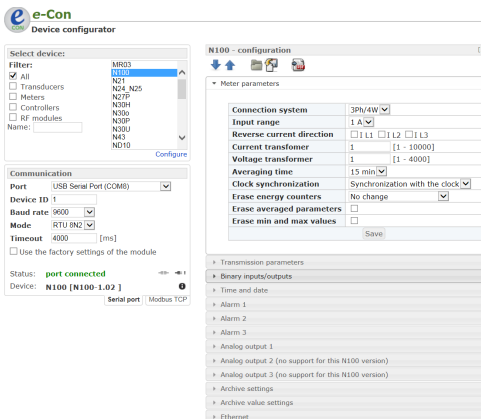 e-Con
Device configurator
Select device:
Filter:
All
Transducers
Meters
Controllers
RF modules
Name:
MR03
N100
N21
N24_N25
N27P
N30H
N30o
N30P
N30U
N43
ND10
Configure
Communication
Port USB Serial Port (COM8)
Device ID 1
Baud rate 9600
Mode RTU 8N2
Timeout 4000 [ms]
Use the factory settings of the module
Status: port connected
Device: N100 [N100-1.02 ]
Serial port Modbus TCP
N100 - configuration
Meter parameters
Connection system 3Ph/4W
Input range 1 A
Reverse current direction I L1 I L2 I L3
Current transfomer 1 [1 - 10000]
Voltage transformer 1 [1 - 4000]
Averaging time 15 min
Clock synchronization Synchronization with the clock
Erase energy counters No change
Erase averaged parameters
Erase min and max values
Save
Transmission parameters
Binary inputs/outputs
Time and date
Alarm 1
Alarm 2
Alarm 3
Analog output 1
Analog output 2 (no support for this N100 version)
Analog output 3 (no support for this N100 version)
Archive settings
Archive value settings
Ethernet